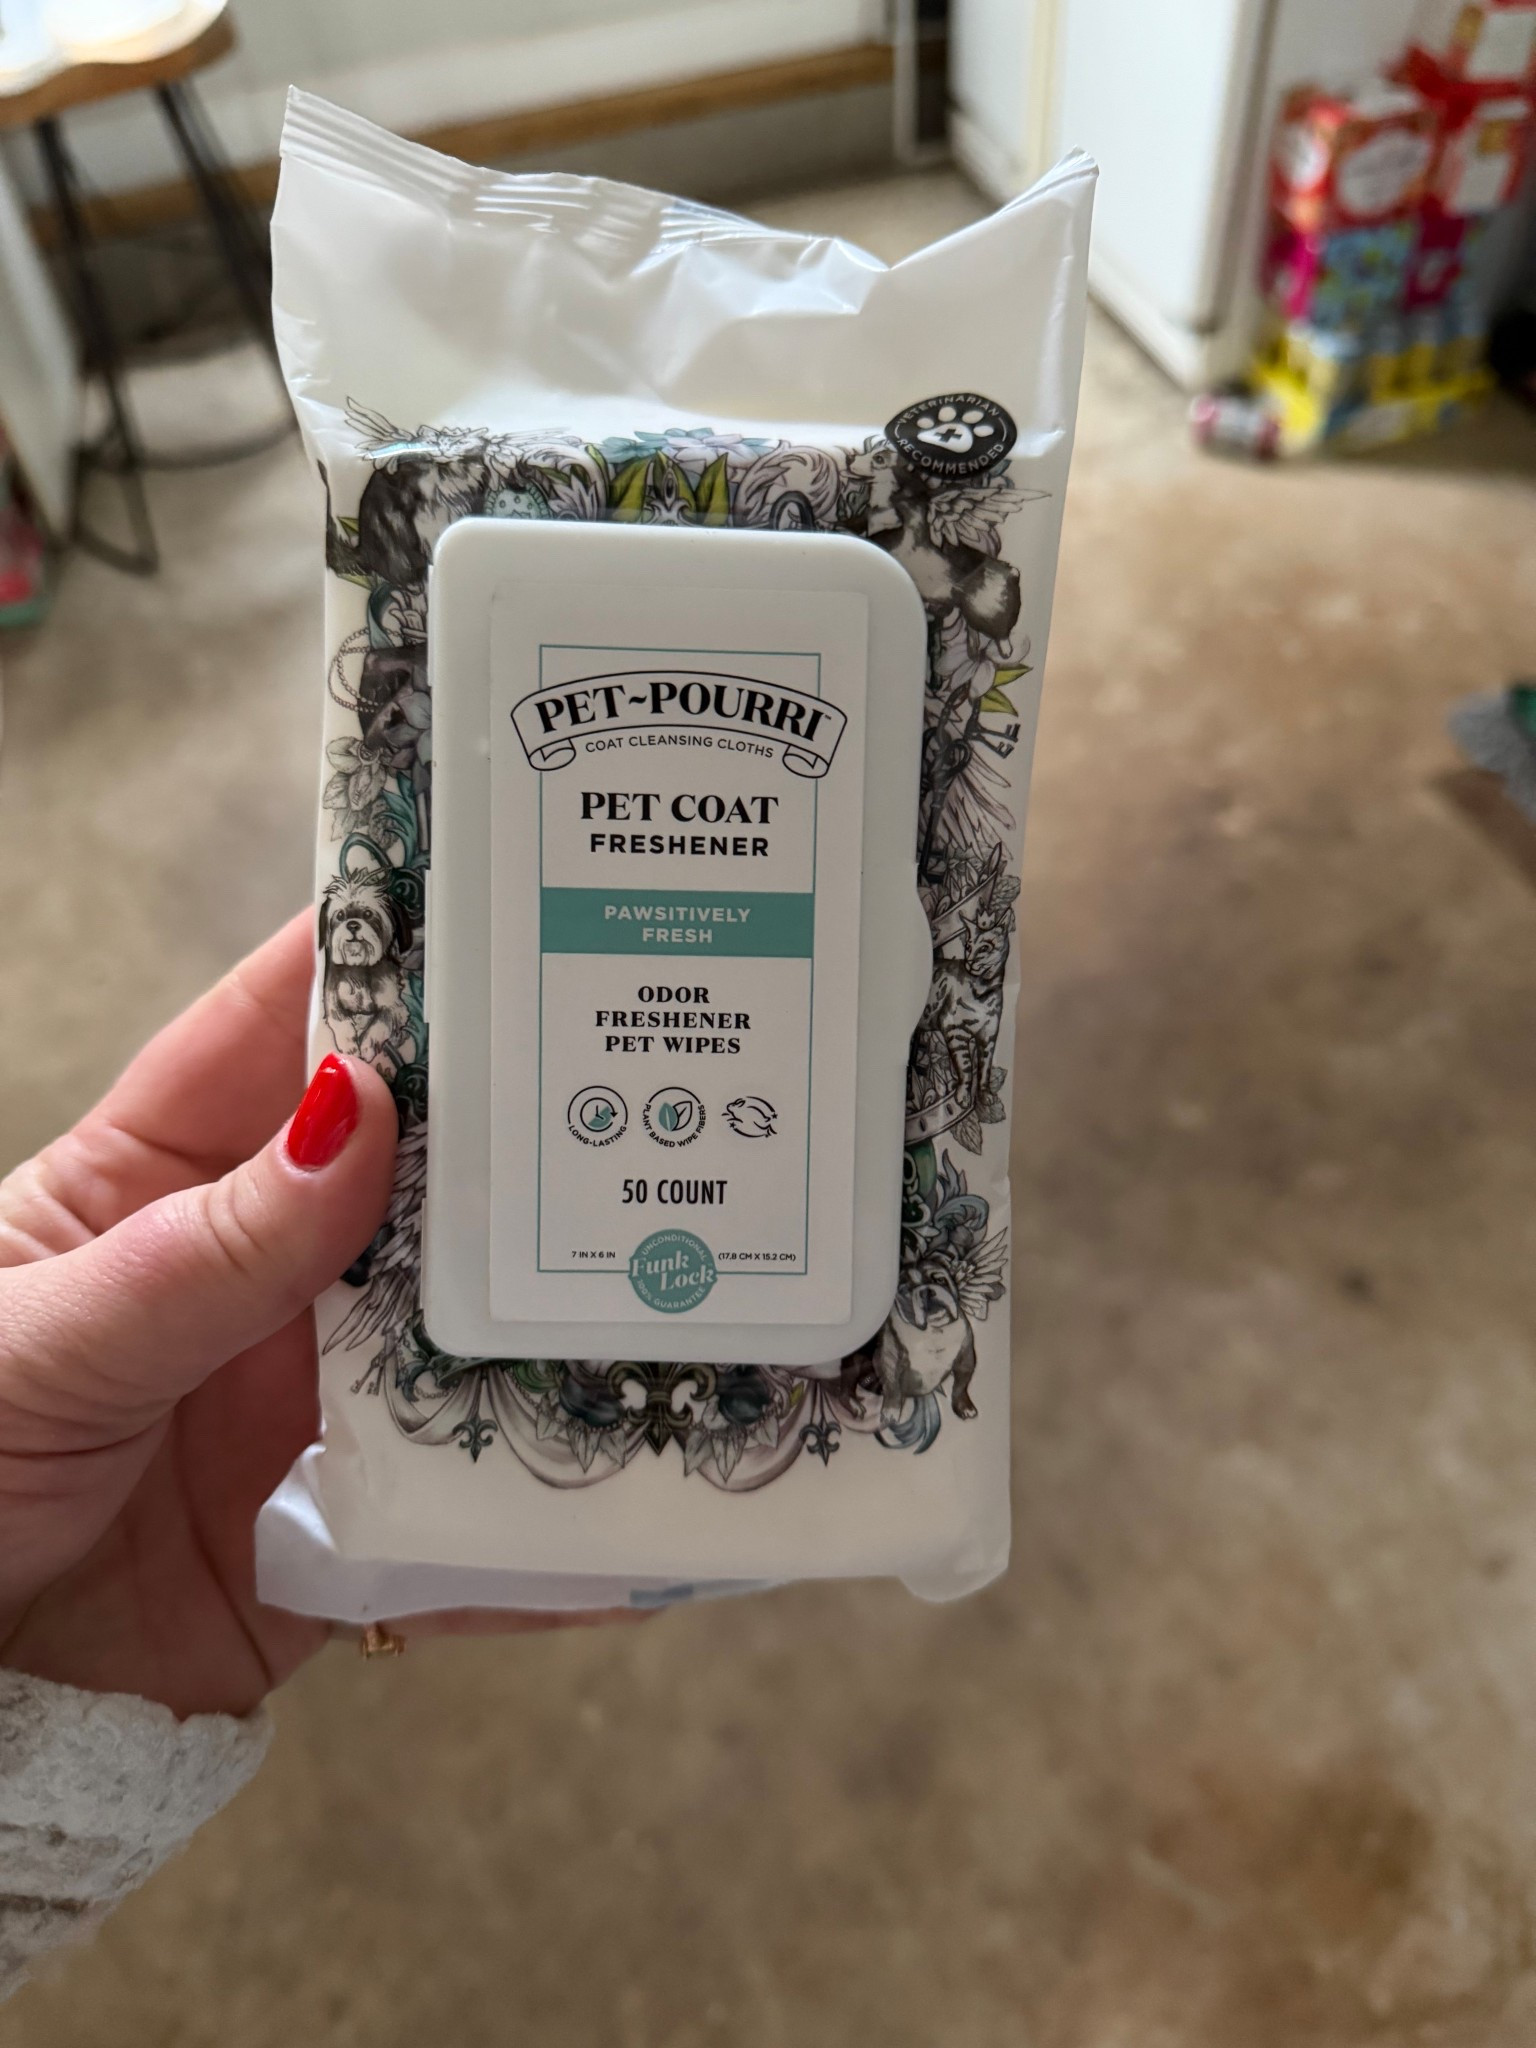 VETERINARIAN
RECOMMENDED
PET~POURRI™
COAT CLEANSING CLOTHS
PET COAT
FRESHENER
PAWSITIVELY
FRESH
ODOR
FRESHENER
PET WIPES
LONG-LASTING
PLANT BASED WIPE FIBERS
50 COUNT
7 IN X 6 IN
(17.8 CM X 15.2 CM)
UNCONDITIONAL
Funk
Lock
100% GUARANTEE